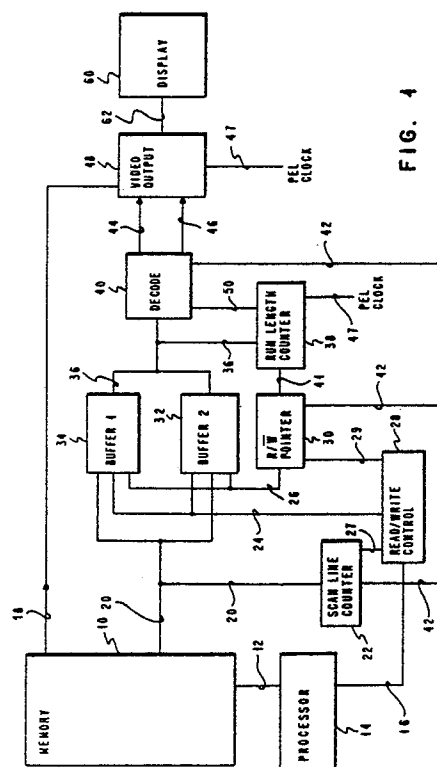 MEMORY
10
18
20
12
PROCESSOR
14
16
20
SCAN LINE
COUNTER
22
42
27
READ/WRITE
CONTROL
28
24
26
29
34
BUFFER 1
32
BUFFER 2
R/W̅
POINTER
30
42
36
36
41
RUN LENGTH
COUNTER
38
47
PEL
CLOCK
50
40
DECODE
42
44
46
48
VIDEO
OUTPUT
47
PEL
CLOCK
62
60
DISPLAY
FIG. 4